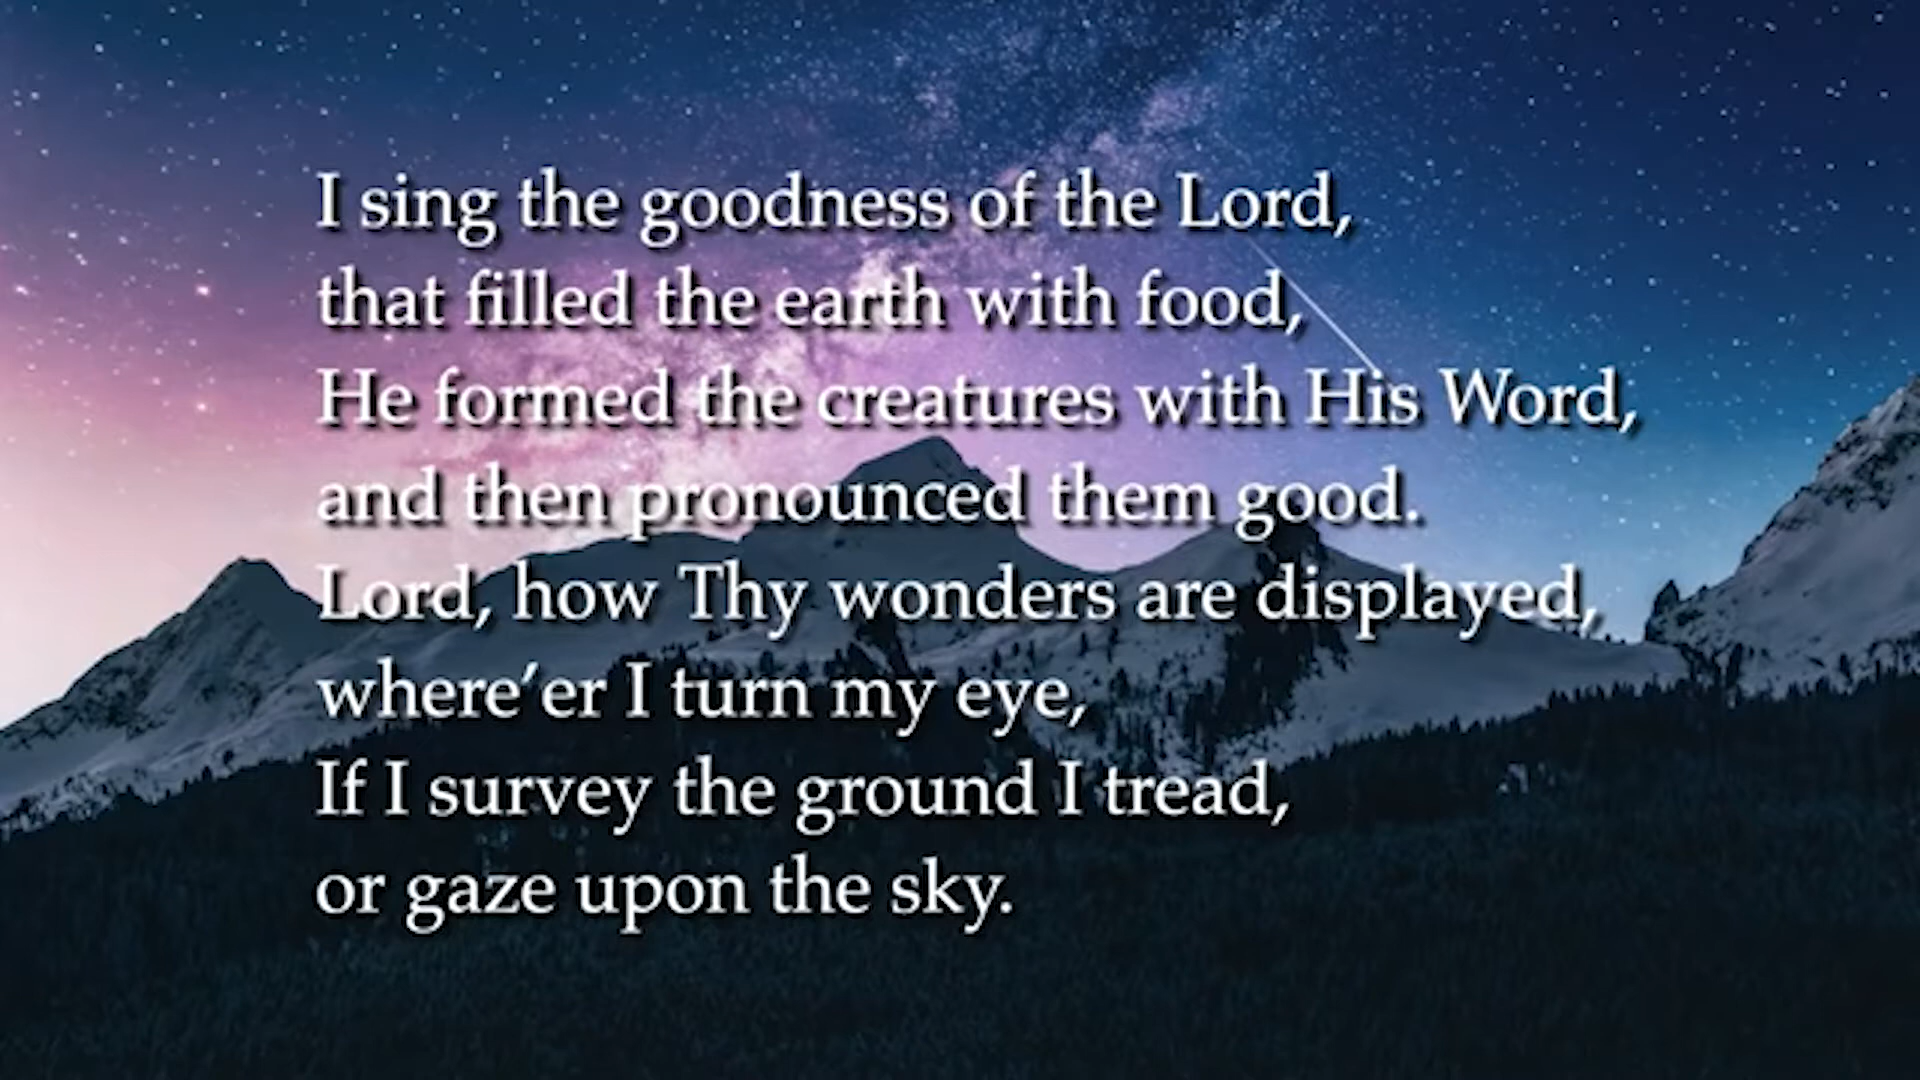 I sing the goodness of the Lord,
that filled the earth with food,
He formed the creatures with His Word,
and then pronounced them good.
Lord, how Thy wonders are displayed,
where’er I turn my eye,
If I survey the ground I tread,
or gaze upon the sky.